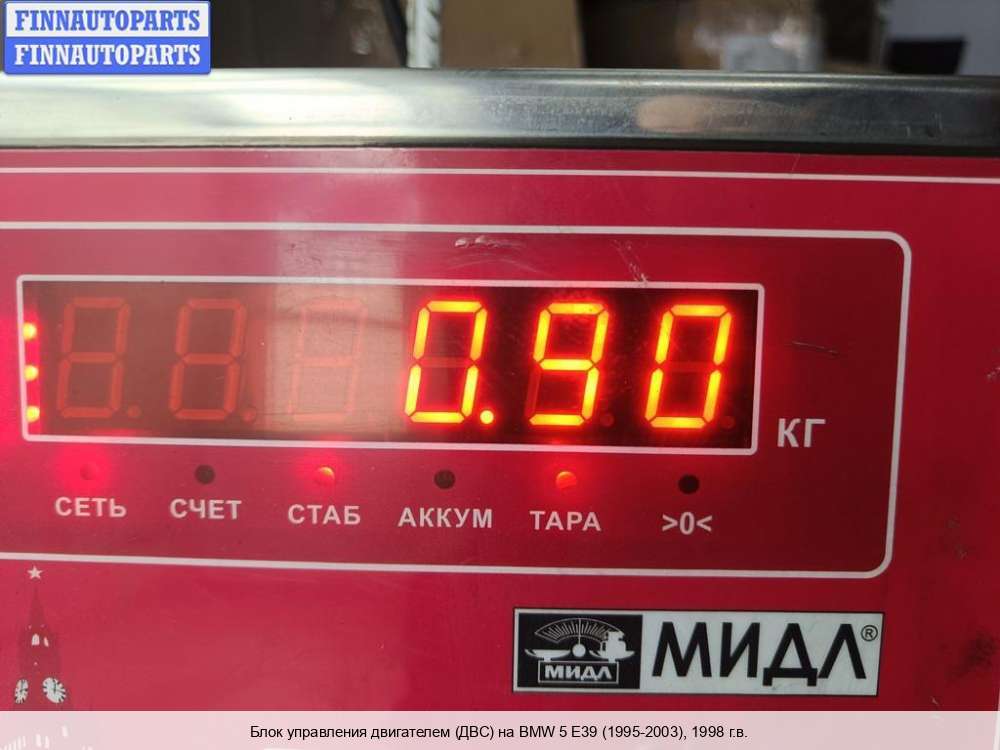 FINNAUTOPARTS
FINNAUTOPARTS
0.90
КГ
СЕТЬ СЧЕТ СТАБ АККУМ ТАРА >0<
МИДЛ МИДЛ®
Блок управления двигателем (ДВС) на BMW 5 E39 (1995-2003), 1998 г.в.